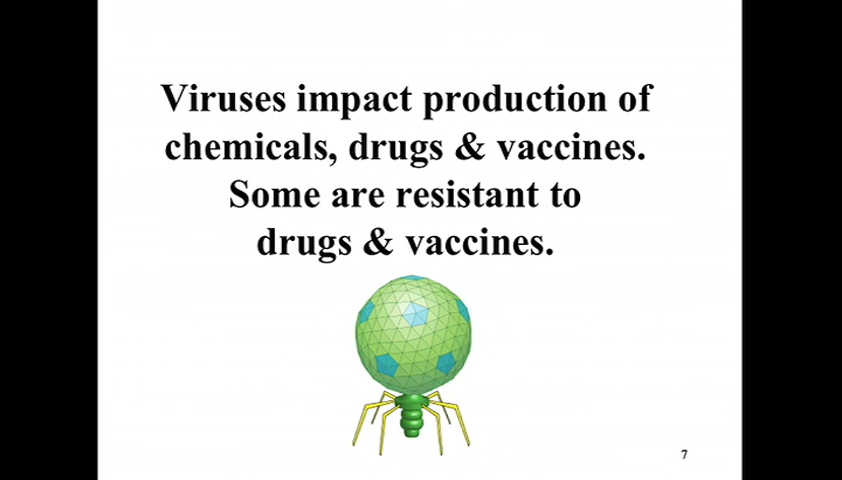 Viruses impact production of
chemicals, drugs & vaccines.
Some are resistant to
drugs & vaccines.
7